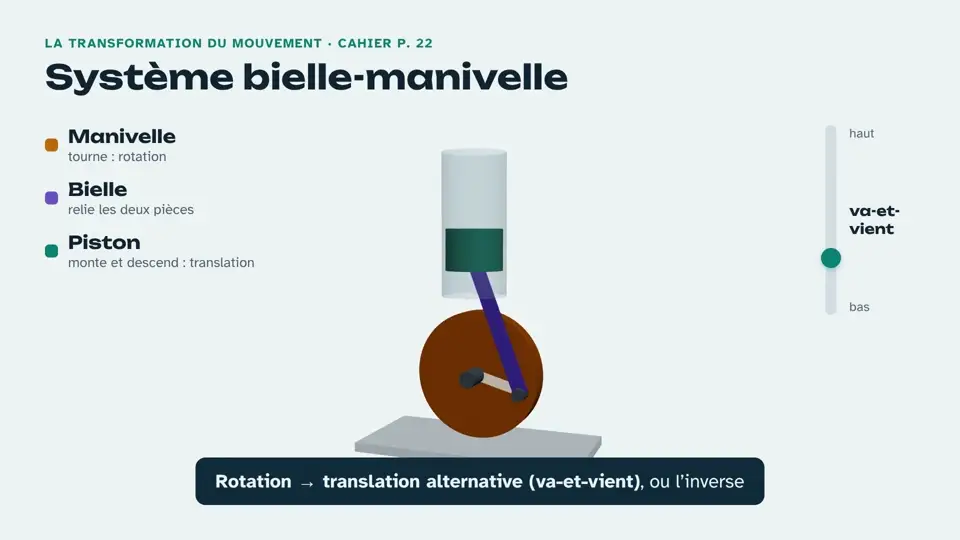 LA TRANSFORMATION DU MOUVEMENT · CAHIER P. 22
Système bielle-manivelle
Manivelle
tourne : rotation
Bielle
relie les deux pièces
Piston
monte et descend : translation
haut
va-et-
vient
bas
Rotation → translation alternative (va-et-vient), ou l’inverse